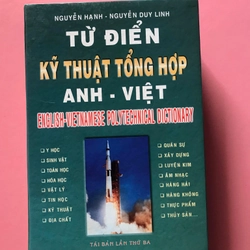 NGUYỄN HẠNH - NGUYỄN DUY LINH
TỪ ĐIỂN
KỸ THUẬT TỔNG HỢP
ANH - VIỆT
ENGLISH-VIETNAMESE POLYTECHNICAL DICTIONARY
Y HỌC
SINH VẬT
TOÁN HỌC
HÓA HỌC
VẬT LÝ
TIN HỌC
KỸ THUẬT
ĐỊA CHẤT
QUÂN SỰ
XÂY DỰNG
LUYỆN KIM
ÂM NHẠC
HÀNG HẢI
HÀNG KHÔNG
THỰC PHẨM
THỦY SẢN...
TÁI BẢN LẦN THỨ BA